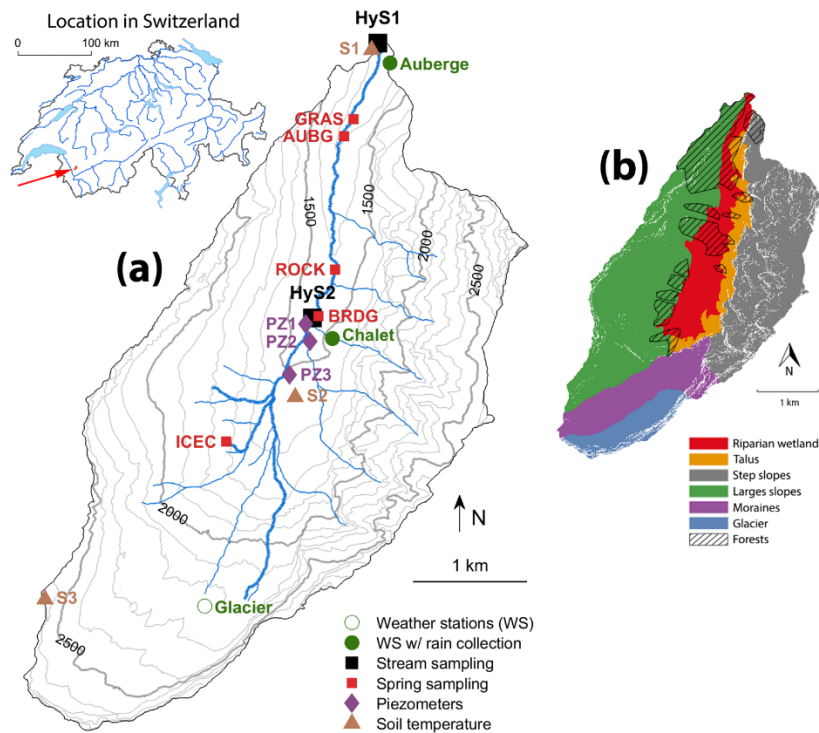 Location in Switzerland
0 100 km
HyS1
S1
Auberge
GRAS
AUBG
1500
1500
2000
2500
(a)
ROCK
HyS2
BRDG
PZ1
PZ2
Chalet
PZ3
S2
ICEC
2000
N
1 km
S3
Glacier
2500
Weather stations (WS)
WS w/ rain collection
Stream sampling
Spring sampling
Piezometers
Soil temperature
(b)
N
1 km
Riparian wetland
Talus
Step slopes
Larges slopes
Moraines
Glacier
Forests